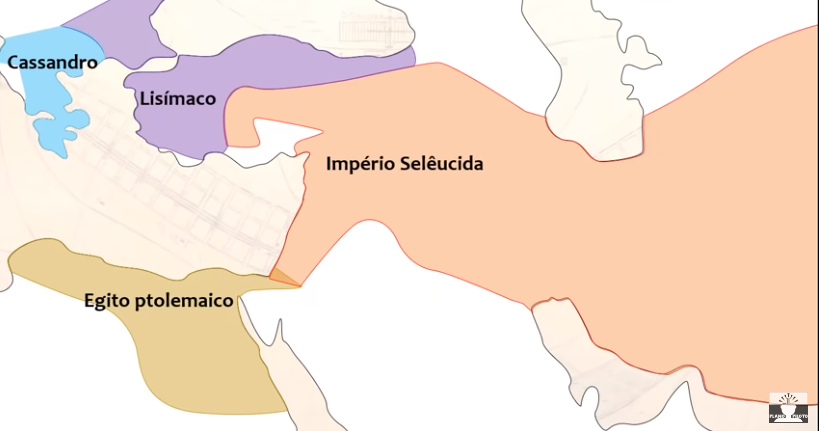 Cassandro
Lisímaco
Império Selêucida
Egito ptolemaico